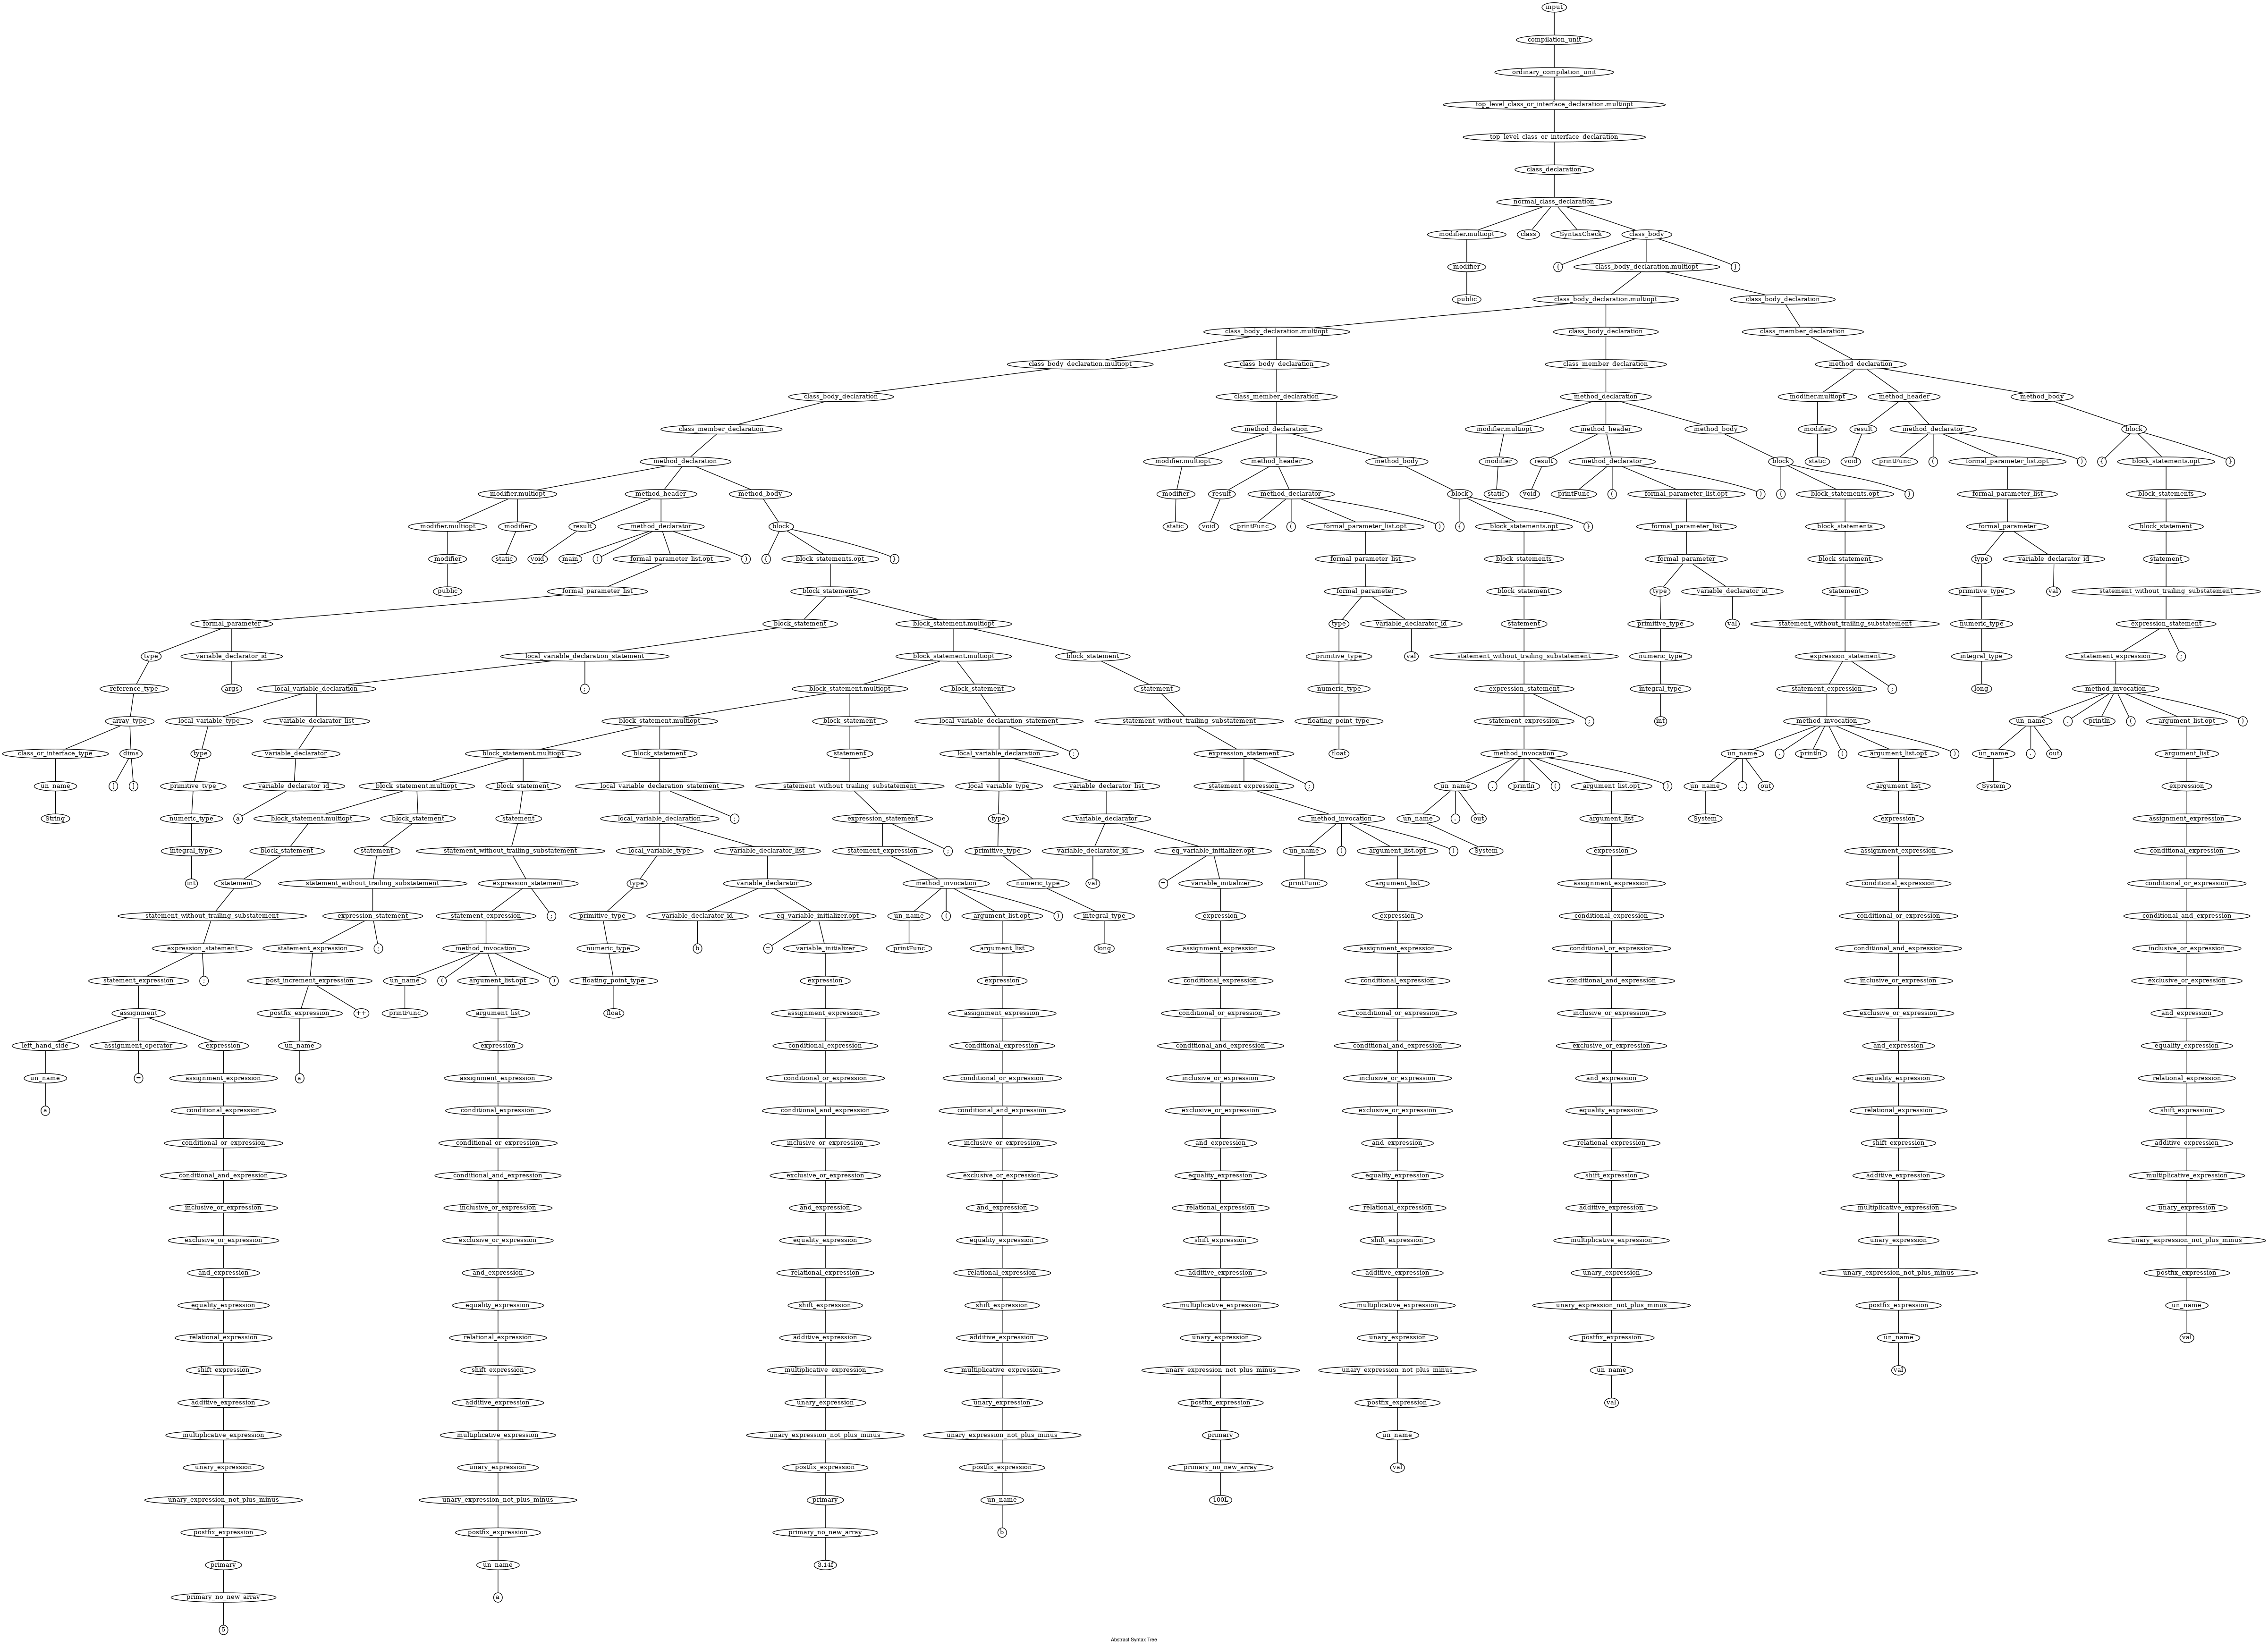 input
compilation_unit
ordinary_compilation_unit
top_level_class_or_interface_declaration.multiopt
top_level_class_or_interface_declaration
class_declaration
normal_class_declaration
modifier.multiopt class SyntaxCheck class_body
modifier { class_body_declaration.multiopt }
public class_body_declaration.multiopt class_body_declaration
class_body_declaration.multiopt class_body_declaration class_member_declaration
class_body_declaration.multiopt class_body_declaration class_member_declaration method_declaration
class_body_declaration class_member_declaration method_declaration modifier.multiopt method_header method_body
class_member_declaration method_declaration modifier.multiopt method_header method_body modifier result method_declarator block
method_declaration modifier.multiopt method_header method_body modifier result method_declarator block static void printFunc ( formal_parameter_list.opt ) { block_statements.opt }
modifier.multiopt method_header method_body modifier result method_declarator block static void printFunc ( formal_parameter_list.opt ) { block_statements.opt } formal_parameter_list block_statements
modifier.multiopt modifier result method_declarator block static void printFunc ( formal_parameter_list.opt ) { block_statements.opt } formal_parameter_list block_statements formal_parameter block_statement
modifier static void main ( formal_parameter_list.opt ) { block_statements.opt } formal_parameter_list block_statements formal_parameter block_statement type variable_declarator_id statement
public formal_parameter_list block_statements formal_parameter block_statement type variable_declarator_id statement primitive_type val statement_without_trailing_substatement
formal_parameter block_statement block_statement.multiopt type variable_declarator_id statement primitive_type val statement_without_trailing_substatement numeric_type expression_statement
type variable_declarator_id local_variable_declaration_statement block_statement.multiopt block_statement primitive_type val statement_without_trailing_substatement numeric_type expression_statement integral_type statement_expression ;
reference_type args local_variable_declaration ; block_statement.multiopt block_statement statement numeric_type expression_statement integral_type statement_expression ; long method_invocation
array_type local_variable_type variable_declarator_list block_statement.multiopt block_statement local_variable_declaration_statement statement_without_trailing_substatement floating_point_type statement_expression ; int method_invocation un_name . println ( argument_list.opt )
class_or_interface_type dims type variable_declarator block_statement.multiopt block_statement statement local_variable_declaration ; expression_statement float method_invocation un_name . println ( argument_list.opt ) un_name . out argument_list
un_name [ ] primitive_type variable_declarator_id block_statement.multiopt block_statement local_variable_declaration_statement statement_without_trailing_substatement local_variable_type variable_declarator_list statement_expression ; un_name . println ( argument_list.opt ) un_name . out argument_list System expression
String numeric_type a block_statement.multiopt block_statement statement local_variable_declaration ; expression_statement type variable_declarator method_invocation un_name . out argument_list System expression assignment_expression
integral_type block_statement statement statement_without_trailing_substatement local_variable_type variable_declarator_list statement_expression ; primitive_type variable_declarator_id eq_variable_initializer.opt un_name ( argument_list.opt ) System expression assignment_expression conditional_expression
int statement statement_without_trailing_substatement expression_statement type variable_declarator method_invocation numeric_type val = variable_initializer printFunc argument_list assignment_expression conditional_expression conditional_or_expression
statement_without_trailing_substatement expression_statement statement_expression ; primitive_type variable_declarator_id eq_variable_initializer.opt un_name ( argument_list.opt ) integral_type expression expression conditional_expression conditional_or_expression conditional_and_expression
expression_statement statement_expression ; method_invocation numeric_type b = variable_initializer printFunc argument_list long assignment_expression assignment_expression conditional_or_expression conditional_and_expression inclusive_or_expression
statement_expression ; post_increment_expression un_name ( argument_list.opt ) floating_point_type expression expression conditional_expression conditional_expression conditional_and_expression inclusive_or_expression exclusive_or_expression
assignment postfix_expression ++ printFunc argument_list float assignment_expression assignment_expression conditional_or_expression conditional_or_expression inclusive_or_expression exclusive_or_expression and_expression
left_hand_side assignment_operator expression un_name expression conditional_expression conditional_expression conditional_and_expression conditional_and_expression exclusive_or_expression and_expression equality_expression
un_name = assignment_expression a assignment_expression conditional_or_expression conditional_or_expression inclusive_or_expression inclusive_or_expression and_expression equality_expression relational_expression
a conditional_expression conditional_expression conditional_and_expression conditional_and_expression exclusive_or_expression exclusive_or_expression equality_expression relational_expression shift_expression
conditional_or_expression conditional_or_expression inclusive_or_expression inclusive_or_expression and_expression and_expression relational_expression shift_expression additive_expression
conditional_and_expression conditional_and_expression exclusive_or_expression exclusive_or_expression equality_expression equality_expression shift_expression additive_expression multiplicative_expression
inclusive_or_expression inclusive_or_expression and_expression and_expression relational_expression relational_expression additive_expression multiplicative_expression unary_expression
exclusive_or_expression exclusive_or_expression equality_expression equality_expression shift_expression shift_expression multiplicative_expression unary_expression unary_expression_not_plus_minus
and_expression and_expression relational_expression relational_expression additive_expression additive_expression unary_expression unary_expression_not_plus_minus postfix_expression
equality_expression equality_expression shift_expression shift_expression multiplicative_expression multiplicative_expression unary_expression_not_plus_minus postfix_expression un_name
relational_expression relational_expression additive_expression additive_expression unary_expression unary_expression postfix_expression un_name val
shift_expression shift_expression multiplicative_expression multiplicative_expression unary_expression_not_plus_minus unary_expression_not_plus_minus un_name val
additive_expression additive_expression unary_expression unary_expression postfix_expression postfix_expression val
multiplicative_expression multiplicative_expression unary_expression_not_plus_minus unary_expression_not_plus_minus primary un_name
unary_expression unary_expression postfix_expression postfix_expression primary_no_new_array val
unary_expression_not_plus_minus unary_expression_not_plus_minus primary un_name 100L
postfix_expression postfix_expression primary_no_new_array b
primary un_name 3.14f
primary_no_new_array a
5
Abstract Syntax Tree